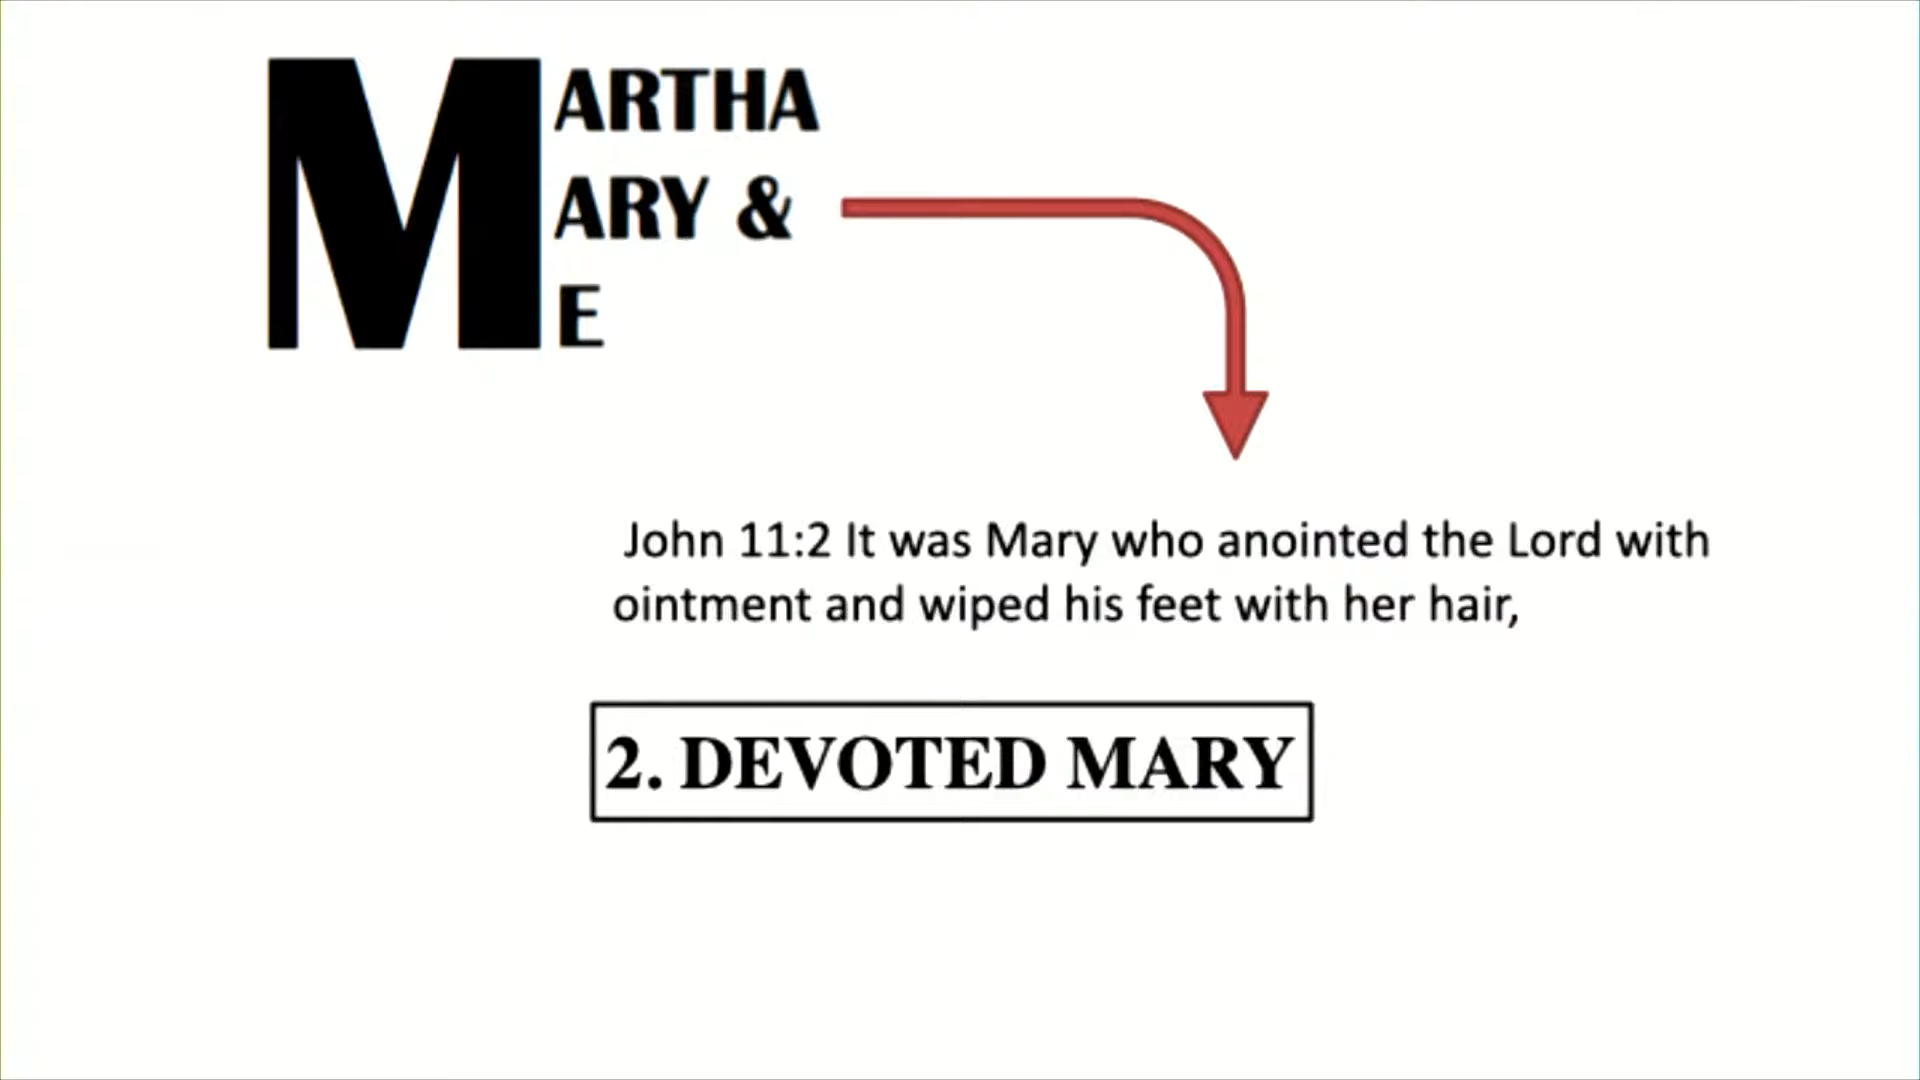 MARTHA
MARY &
ME
John 11:2 It was Mary who anointed the Lord with
ointment and wiped his feet with her hair,
2. DEVOTED MARY